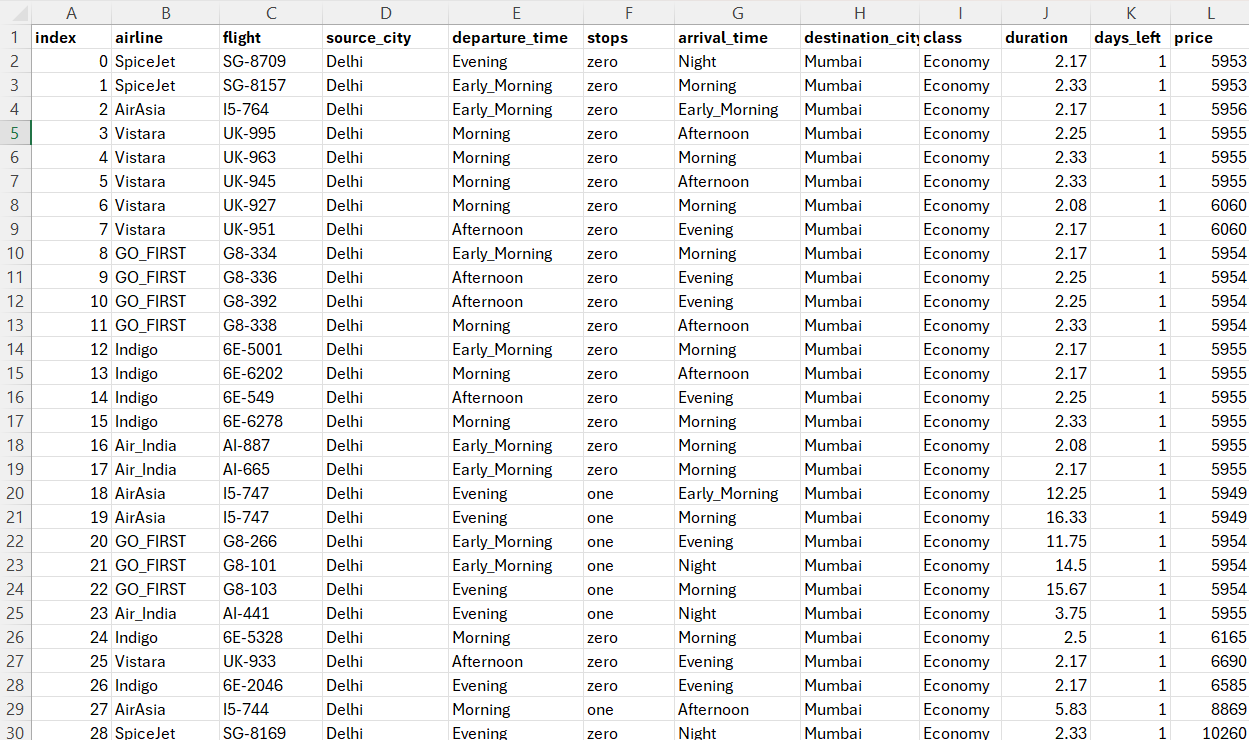 A B C D E F G H I J K L
1 index airline flight source_city departure_time stops arrival_time destination_city class duration days_left price
2 0 SpiceJet SG-8709 Delhi Evening zero Night Mumbai Economy 2.17 1 5953
3 1 SpiceJet SG-8157 Delhi Early_Morning zero Morning Mumbai Economy 2.33 1 5953
4 2 AirAsia I5-764 Delhi Early_Morning zero Early_Morning Mumbai Economy 2.17 1 5956
5 3 Vistara UK-995 Delhi Morning zero Afternoon Mumbai Economy 2.25 1 5955
6 4 Vistara UK-963 Delhi Morning zero Morning Mumbai Economy 2.33 1 5955
7 5 Vistara UK-945 Delhi Morning zero Afternoon Mumbai Economy 2.33 1 5955
8 6 Vistara UK-927 Delhi Morning zero Morning Mumbai Economy 2.08 1 6060
9 7 Vistara UK-951 Delhi Afternoon zero Evening Mumbai Economy 2.17 1 6060
10 8 GO_FIRST G8-334 Delhi Early_Morning zero Morning Mumbai Economy 2.17 1 5954
11 9 GO_FIRST G8-336 Delhi Afternoon zero Evening Mumbai Economy 2.25 1 5954
12 10 GO_FIRST G8-392 Delhi Afternoon zero Evening Mumbai Economy 2.25 1 5954
13 11 GO_FIRST G8-338 Delhi Morning zero Afternoon Mumbai Economy 2.33 1 5954
14 12 Indigo 6E-5001 Delhi Early_Morning zero Morning Mumbai Economy 2.17 1 5955
15 13 Indigo 6E-6202 Delhi Morning zero Afternoon Mumbai Economy 2.17 1 5955
16 14 Indigo 6E-549 Delhi Afternoon zero Evening Mumbai Economy 2.25 1 5955
17 15 Indigo 6E-6278 Delhi Morning zero Morning Mumbai Economy 2.33 1 5955
18 16 Air_India AI-887 Delhi Early_Morning zero Morning Mumbai Economy 2.08 1 5955
19 17 Air_India AI-665 Delhi Early_Morning zero Morning Mumbai Economy 2.17 1 5955
20 18 AirAsia I5-747 Delhi Evening one Early_Morning Mumbai Economy 12.25 1 5949
21 19 AirAsia I5-747 Delhi Evening one Morning Mumbai Economy 16.33 1 5949
22 20 GO_FIRST G8-266 Delhi Early_Morning one Evening Mumbai Economy 11.75 1 5954
23 21 GO_FIRST G8-101 Delhi Early_Morning one Night Mumbai Economy 14.5 1 5954
24 22 GO_FIRST G8-103 Delhi Evening one Morning Mumbai Economy 15.67 1 5954
25 23 Air_India AI-441 Delhi Evening one Night Mumbai Economy 3.75 1 5955
26 24 Indigo 6E-5328 Delhi Morning zero Morning Mumbai Economy 2.5 1 6165
27 25 Vistara UK-933 Delhi Afternoon zero Evening Mumbai Economy 2.17 1 6690
28 26 Indigo 6E-2046 Delhi Evening zero Evening Mumbai Economy 2.17 1 6585
29 27 AirAsia I5-744 Delhi Morning one Afternoon Mumbai Economy 5.83 1 8869
30 28 SpiceJet SG-8169 Delhi Evening zero Night Mumbai Economy 2.33 1 10260